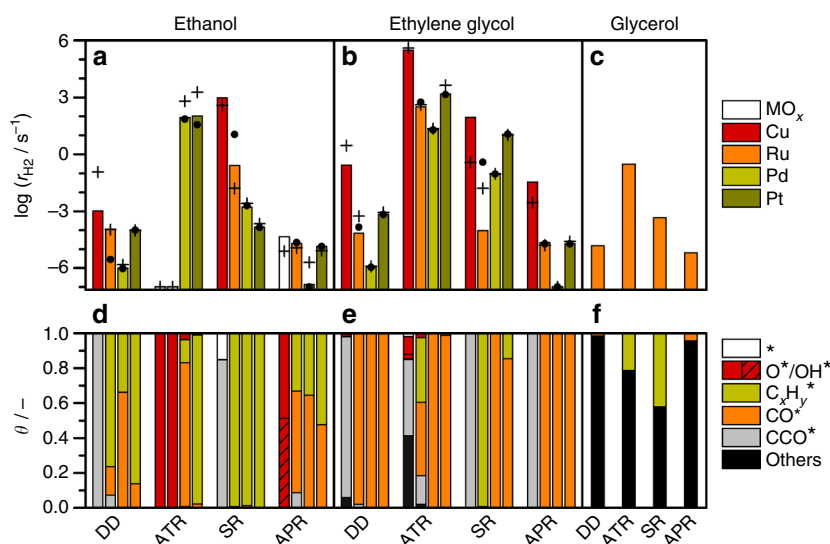 Ethanol
Ethylene glycol
Glycerol
a
b
c
log (r_H2 / s⁻¹)
6
3
0
−3
−6
MOₓ
Cu
Ru
Pd
Pt
d
e
f
θ / –
1.0
0.8
0.6
0.4
0.2
0.0
*
O*/OH*
CₓHᵧ*
CO*
CCO*
Others
DD
ATR
SR
APR
DD
ATR
SR
APR
DD
ATR
SR
APR